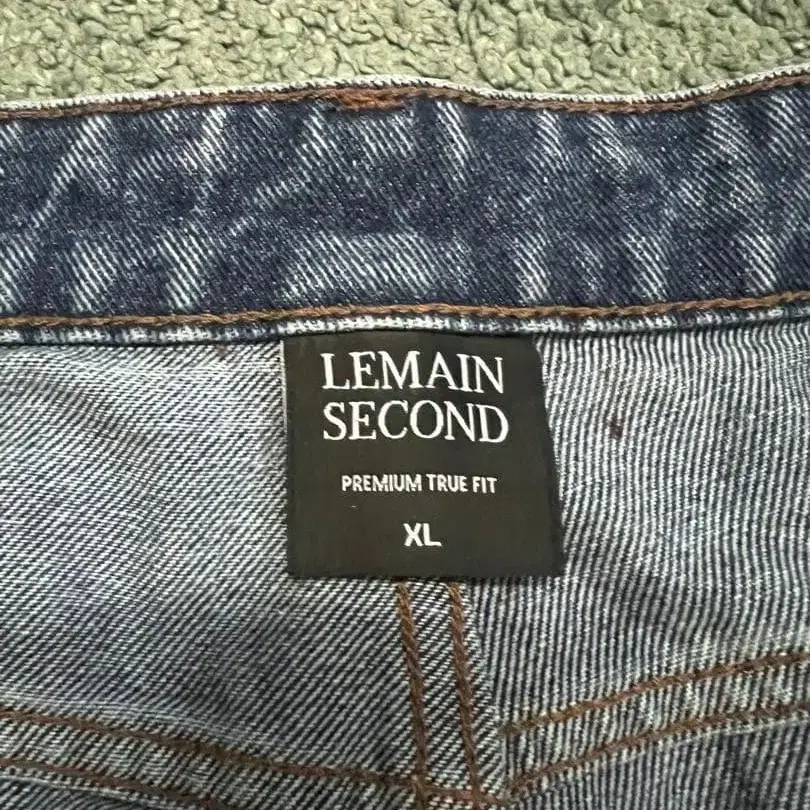 LEMAIN
SECOND
PREMIUM TRUE FIT
XL